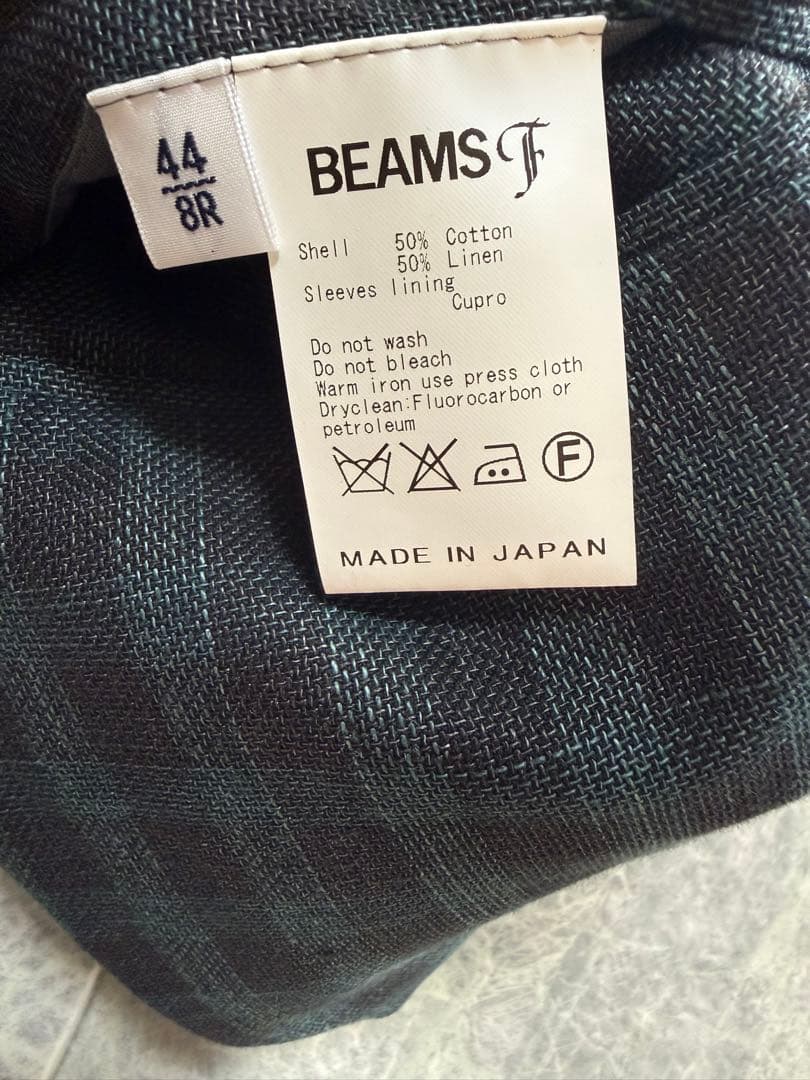 44
8R
BEAMS F
Shell 50% Cotton
50% Linen
Sleeves lining
Cupro
Do not wash
Do not bleach
Warm iron use press cloth
Dryclean:Fluorocarbon or
petroleum
F
MADE IN JAPAN